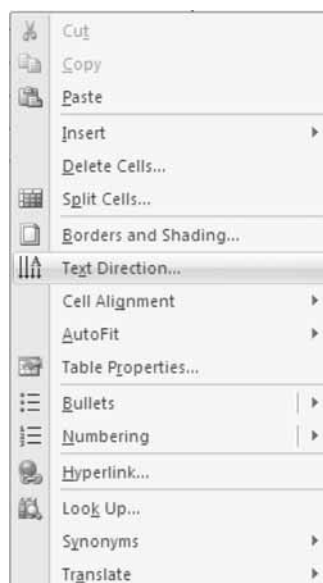 Cut
Copy
Paste
Insert
Delete Cells...
Split Cells...
Borders and Shading...
Text Direction...
Cell Alignment
AutoFit
Table Properties...
Bullets
Numbering
Hyperlink...
Look Up...
Synonyms
Translate